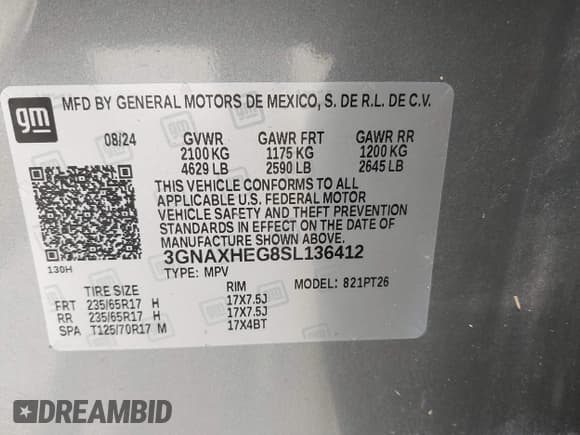 gm
MFD BY GENERAL MOTORS DE MEXICO, S. DE R.L. DE C.V.
08/24 GVWR GAWR FRT GAWR RR
2100 KG 1175 KG 1200 KG
4629 LB 2590 LB 2645 LB
THIS VEHICLE CONFORMS TO ALL
APPLICABLE U.S. FEDERAL MOTOR
VEHICLE SAFETY AND THEFT PREVENTION
STANDARDS IN EFFECT ON THE DATE OF
MANUFACTURE SHOWN ABOVE.
130H
3GNAXHEG8SL136412
TYPE: MPV MODEL: 821PT26
TIRE SIZE RIM
FRT 235/65R17 H 17X7.5J
RR 235/65R17 H 17X7.5J
SPA T125/70R17 M 17X4BT
DREAMBID